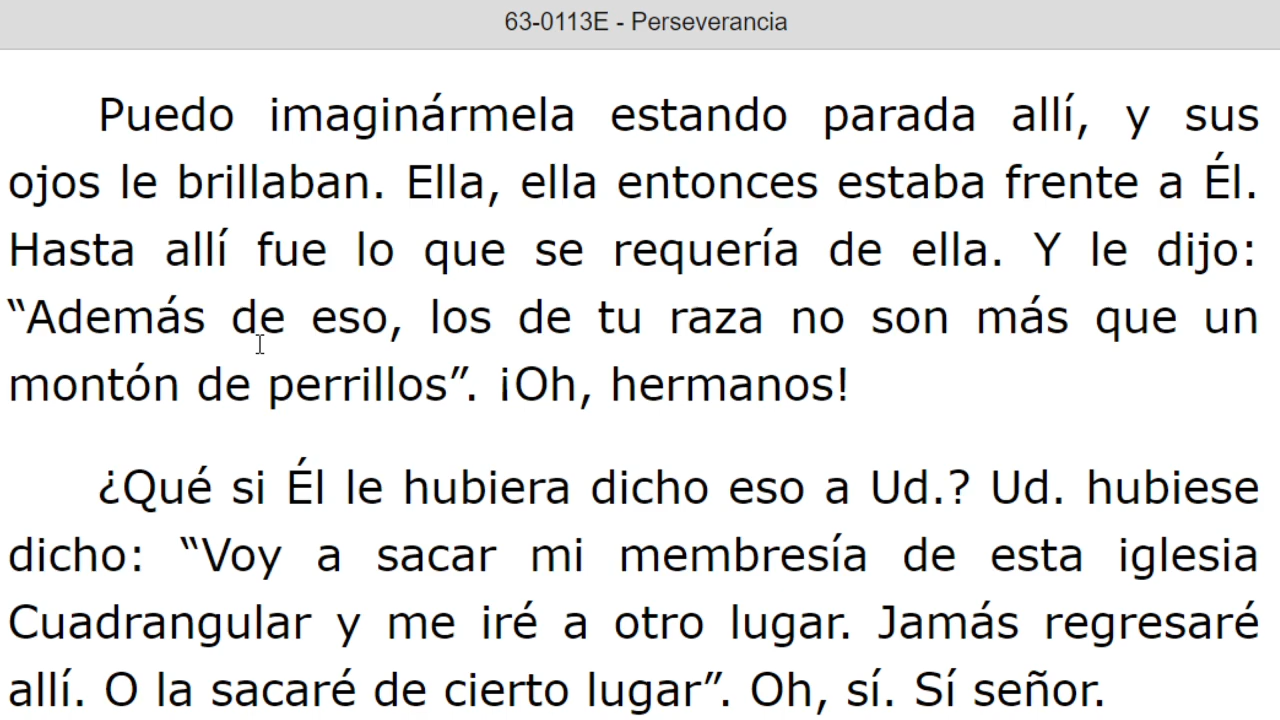 63-0113E - Perseverancia
Puedo imaginármela estando parada allí, y sus
ojos le brillaban. Ella, ella entonces estaba frente a Él.
Hasta allí fue lo que se requería de ella. Y le dijo:
“Además de eso, los de tu raza no son más que un
montón de perrillos”. ¡Oh, hermanos!
¿Qué si Él le hubiera dicho eso a Ud.? Ud. hubiese
dicho: “Voy a sacar mi membresía de esta iglesia
Cuadrangular y me iré a otro lugar. Jamás regresaré
allí. O la sacaré de cierto lugar”. Oh, sí. Sí señor.